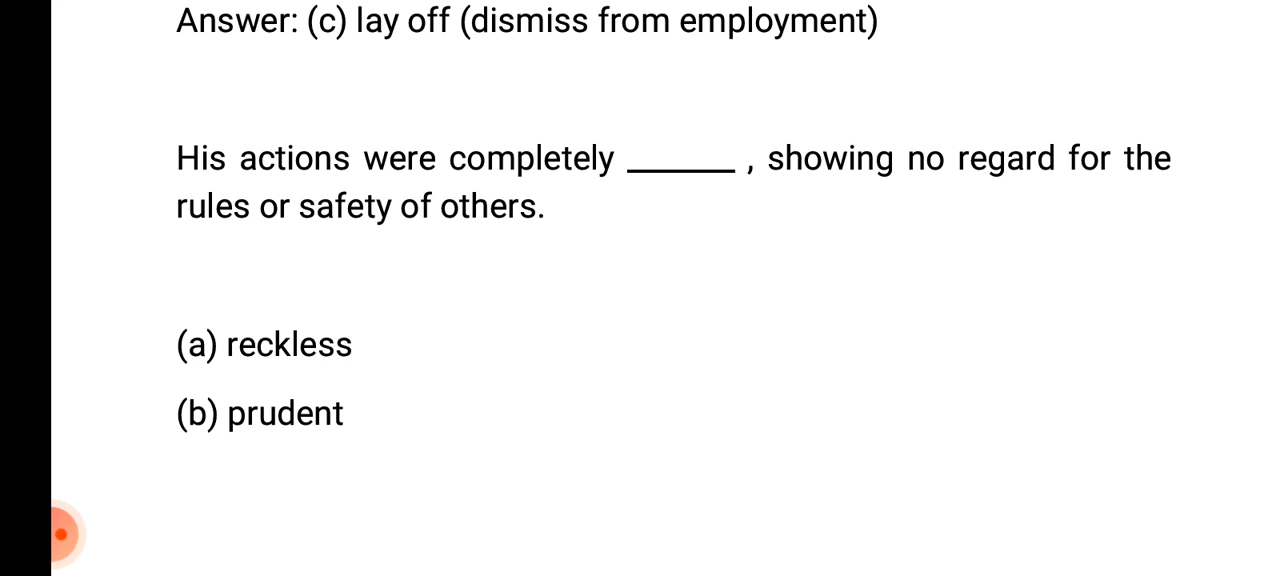 Answer: (c) lay off (dismiss from employment)
His actions were completely ______ , showing no regard for the
rules or safety of others.
(a) reckless
(b) prudent